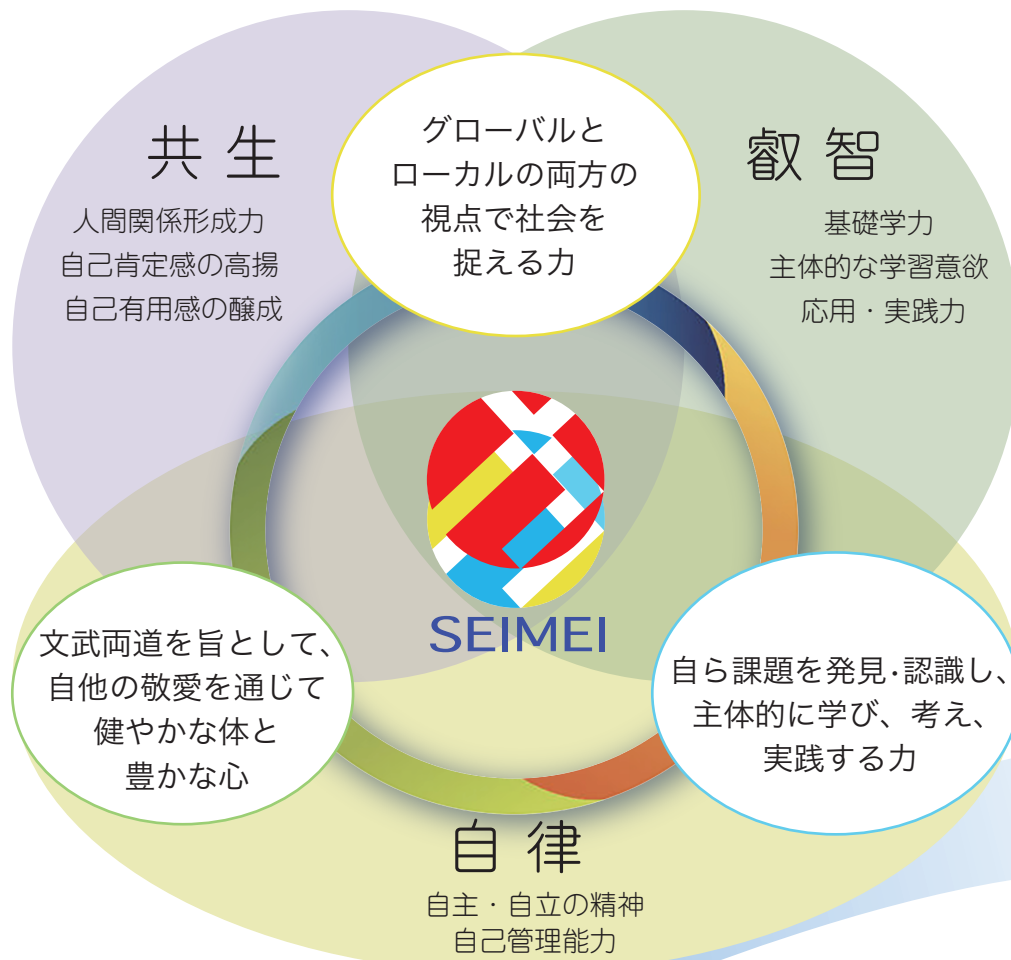 共生
人間関係形成力
自己肯定感の高揚
自己有用感の醸成
グローバルと
ローカルの両方の
視点で社会を
捉える力
叡智
基礎学力
主体的な学習意欲
応用・実践力
SEIMEI
文武両道を旨として、
自他の敬愛を通じて
健やかな体と
豊かな心
自ら課題を発見・認識し、
主体的に学び、考え、
実践する力
自律
自主・自立の精神
自己管理能力